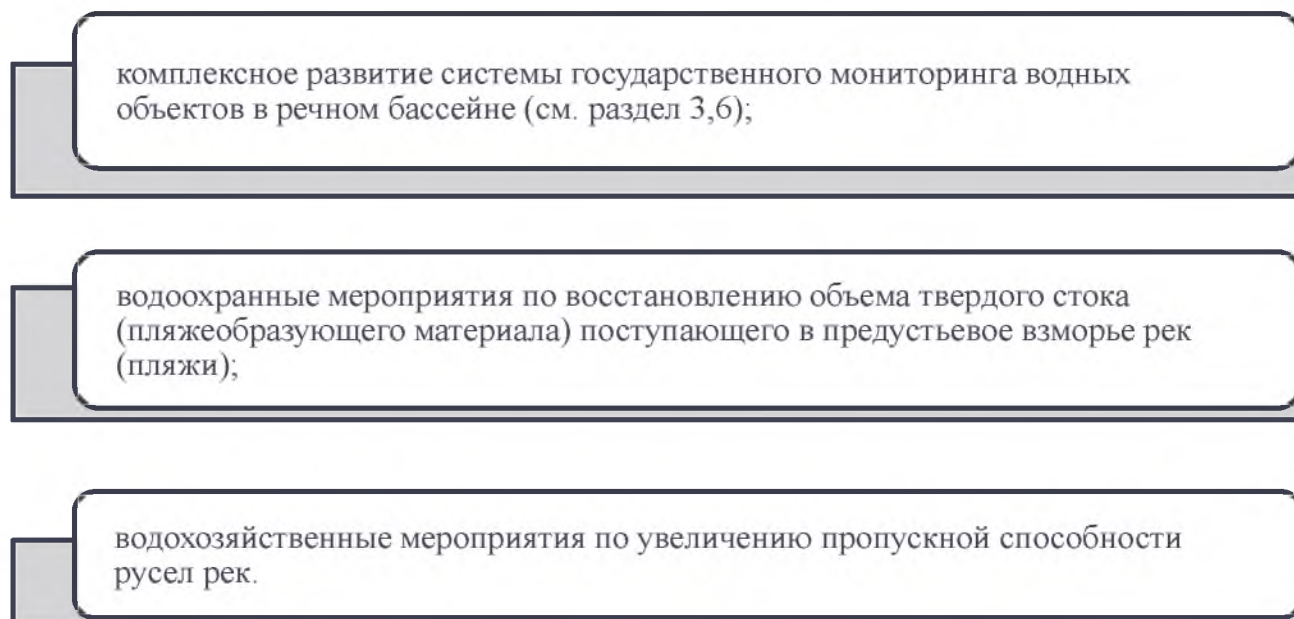 комплексное развитие системы государственного мониторинга водных
объектов в речном бассейне (см. раздел 3,6);
водоохранные мероприятия по восстановлению объема твердого стока
(пляжеобразующего материала) поступающего в предустьевое взморье рек
(пляжи);
водохозяйственные мероприятия по увеличению пропускной способности
русел рек.